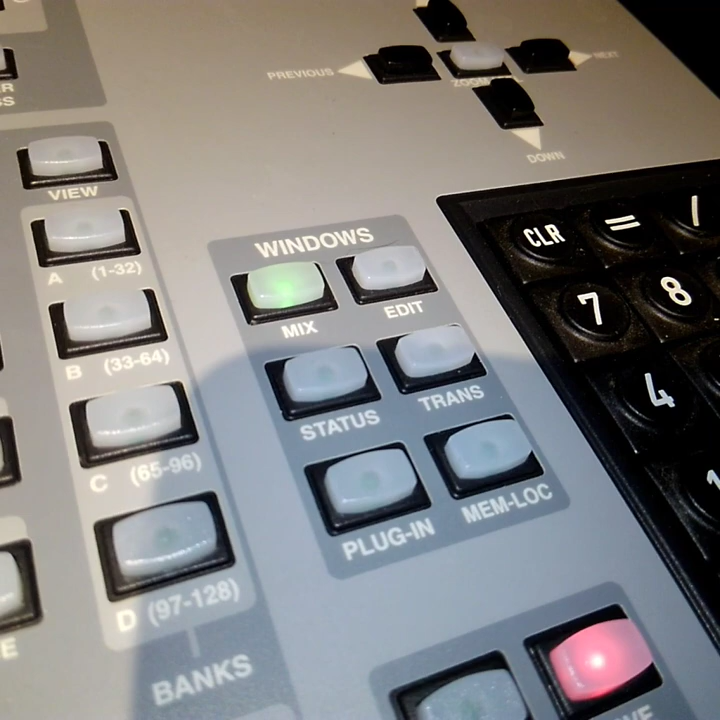 PREVIOUS
NEXT
DOWN
VIEW
A (1-32)
B (33-64)
C (65-96)
D (97-128)
BANKS
WINDOWS
MIX
EDIT
STATUS
TRANS
PLUG-IN
MEM-LOC
CLR = /
7 8
4
1